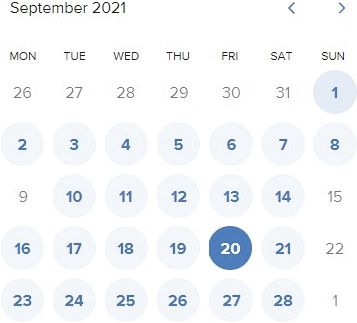 September 2021
MON TUE WED THU FRI SAT SUN
26 27 28 29 30 31 1
2 3 4 5 6 7 8
9 10 11 12 13 14 15
16 17 18 19 20 21 22
23 24 25 26 27 28 1